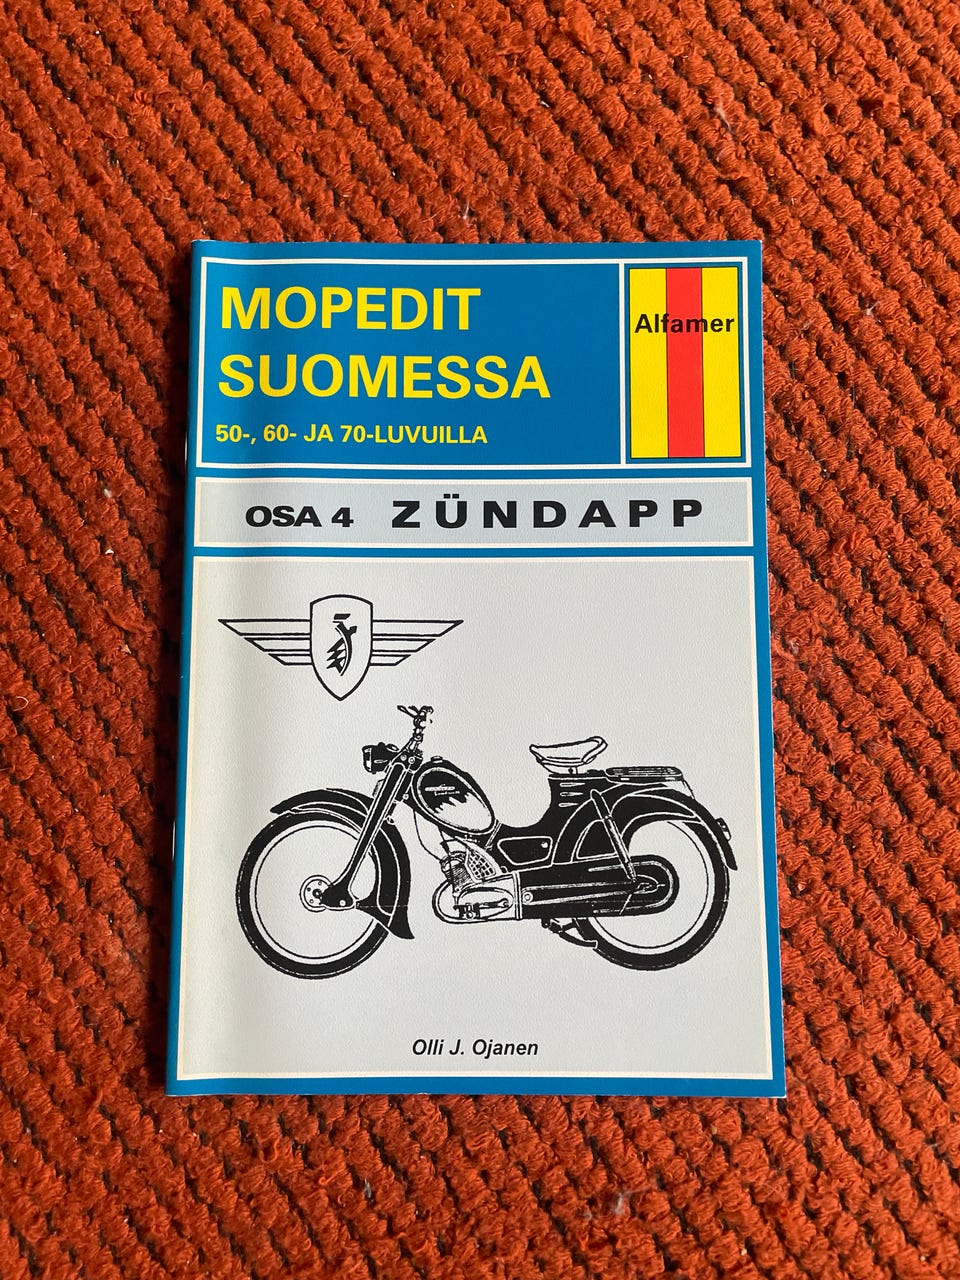 MOPEDIT
SUOMESSA
50-, 60- JA 70-LUVUILLA
Alfamer
OSA 4 ZÜNDAPP
Olli J. Ojanen